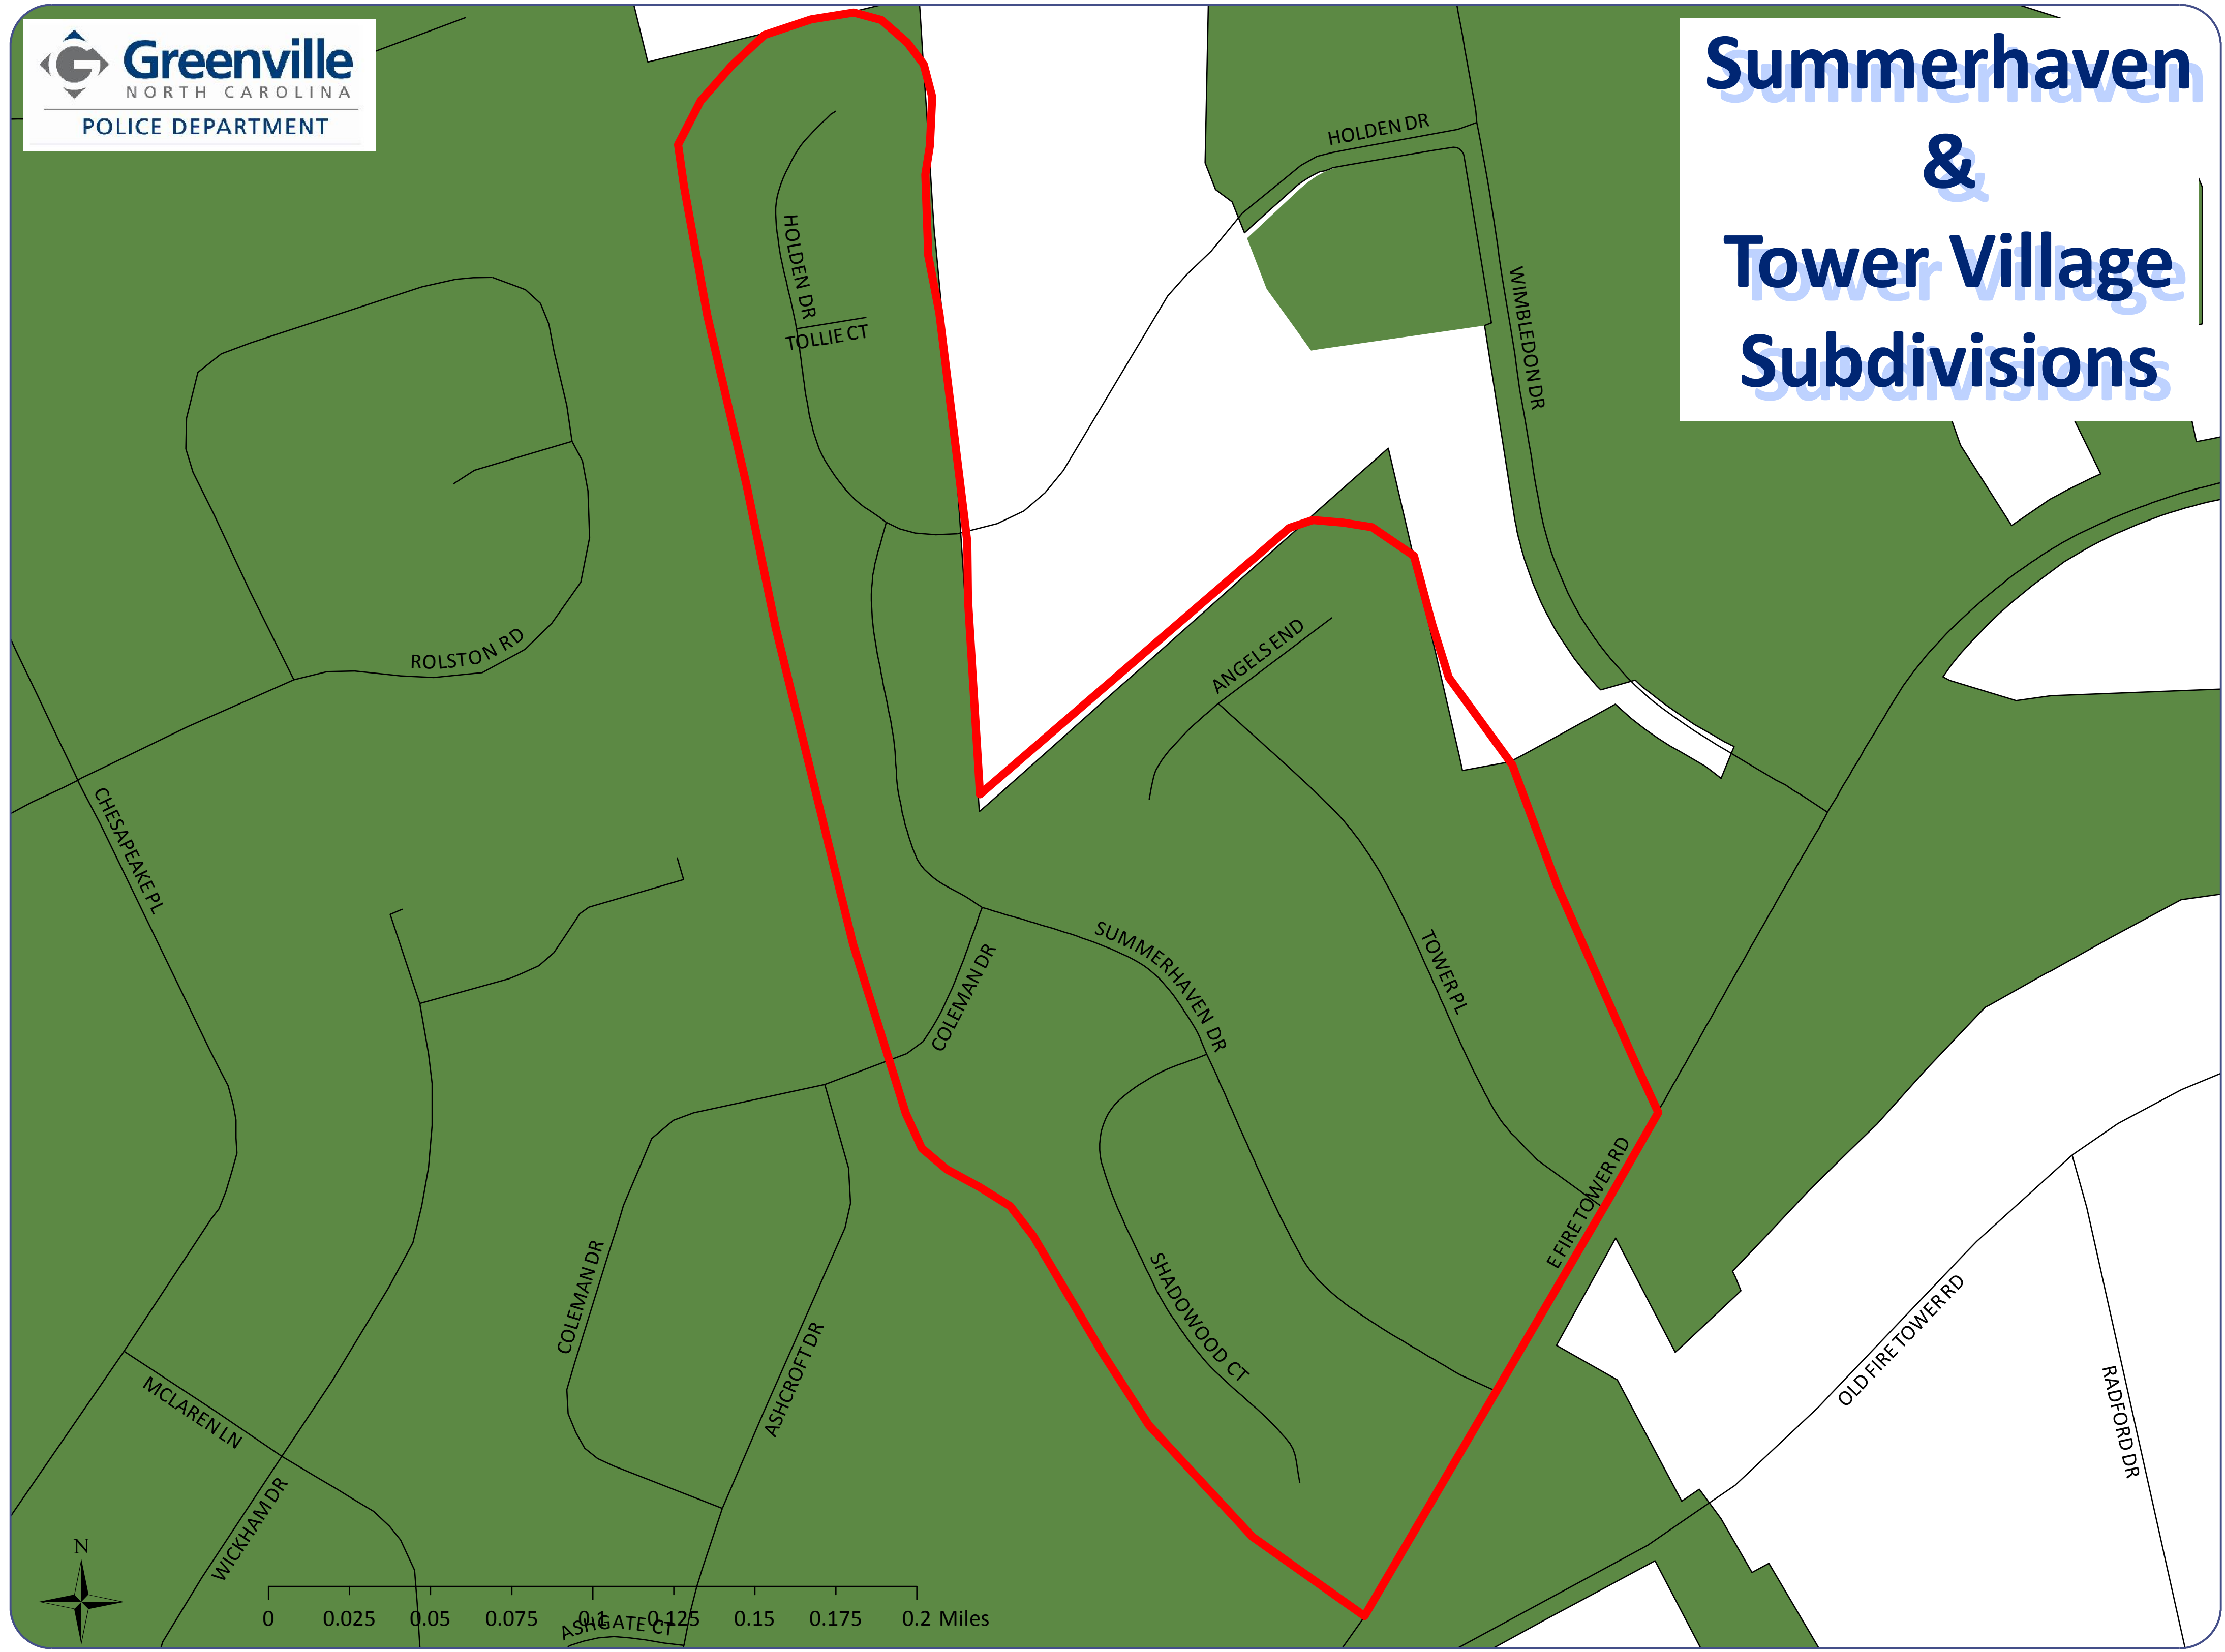 Greenville
NORTH CAROLINA
POLICE DEPARTMENT
Summerhaven
&
Tower Village
Subdivisions
HOLDEN DR
HOLDEN DR
TOLLIE CT
WIMBLEDON DR
ROLSTON RD
ANGELS END
CHESAPEAKE PL
SUMMERHAVEN DR
TOWER PL
COLEMAN DR
E FIRE TOWER RD
COLEMAN DR
SHADOWOOD CT
ASHCROFT DR
OLD FIRE TOWER RD
RADFORD DR
MCLAREN LN
WICKHAM DR
N
0 0.025 0.05 0.075 0.1 0.125 0.15 0.175 0.2 Miles
ASHGATE CT